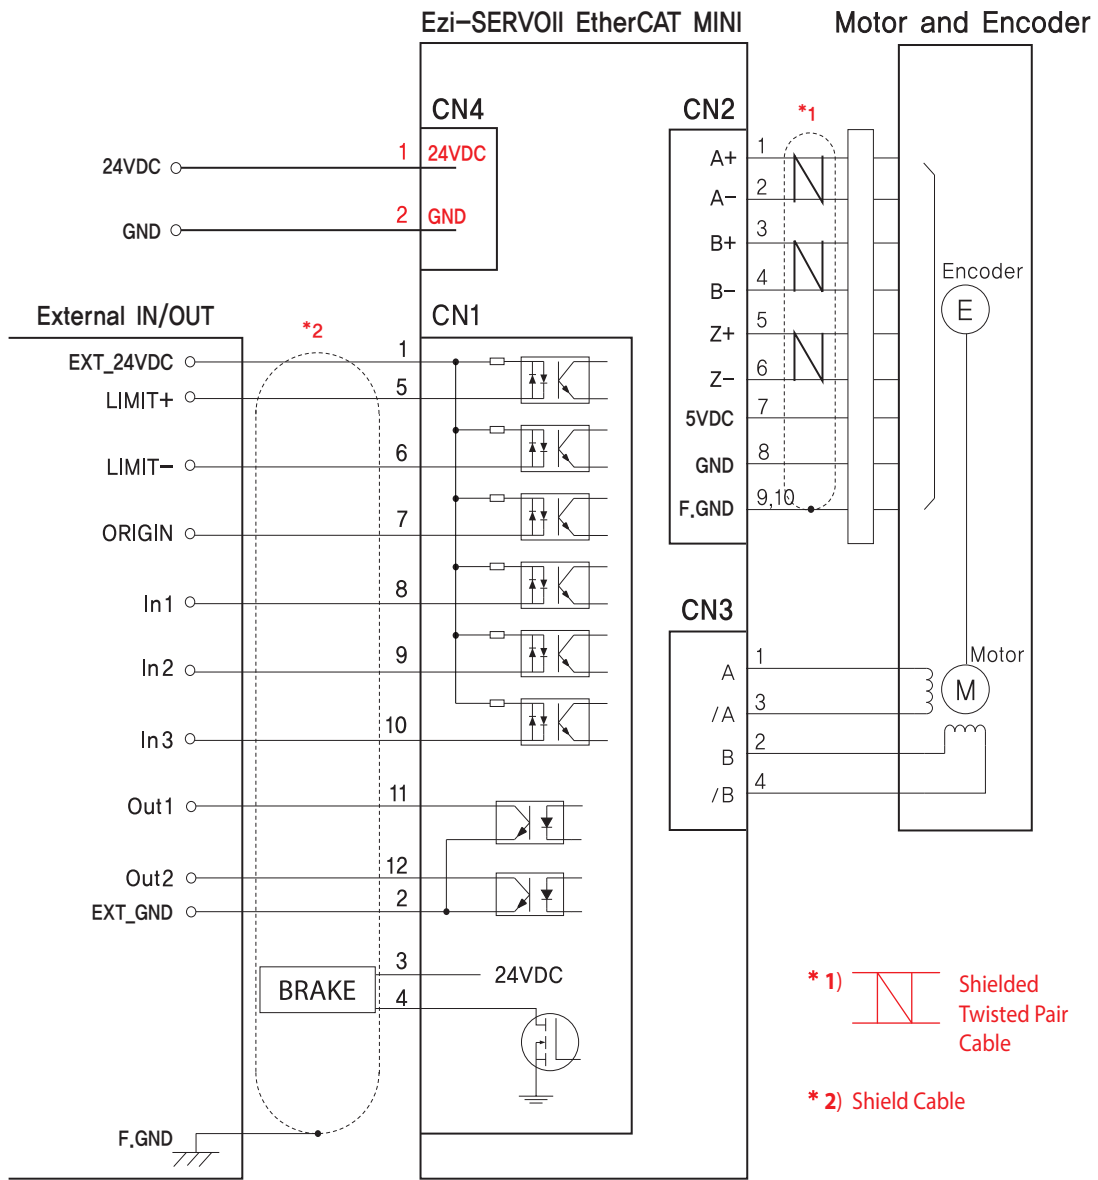 Ezi-SERVOII EtherCAT MINI
Motor and Encoder
CN4
1 24VDC
24VDC
2 GND
GND
CN2
*1
A+ 1
A- 2
B+ 3
B- 4
Z+ 5
Z- 6
5VDC 7
GND 8
F.GND 9,10
Encoder
E
External IN/OUT
*2
CN1
EXT_24VDC 1
LIMIT+ 5
LIMIT- 6
ORIGIN 7
In1 8
In2 9
In3 10
Out1 11
Out2 12
EXT_GND 2
BRAKE
3 24VDC
4
F.GND
CN3
A 1
/A 3
B 2
/B 4
Motor
M
* 1) Shielded
Twisted Pair
Cable
* 2) Shield Cable